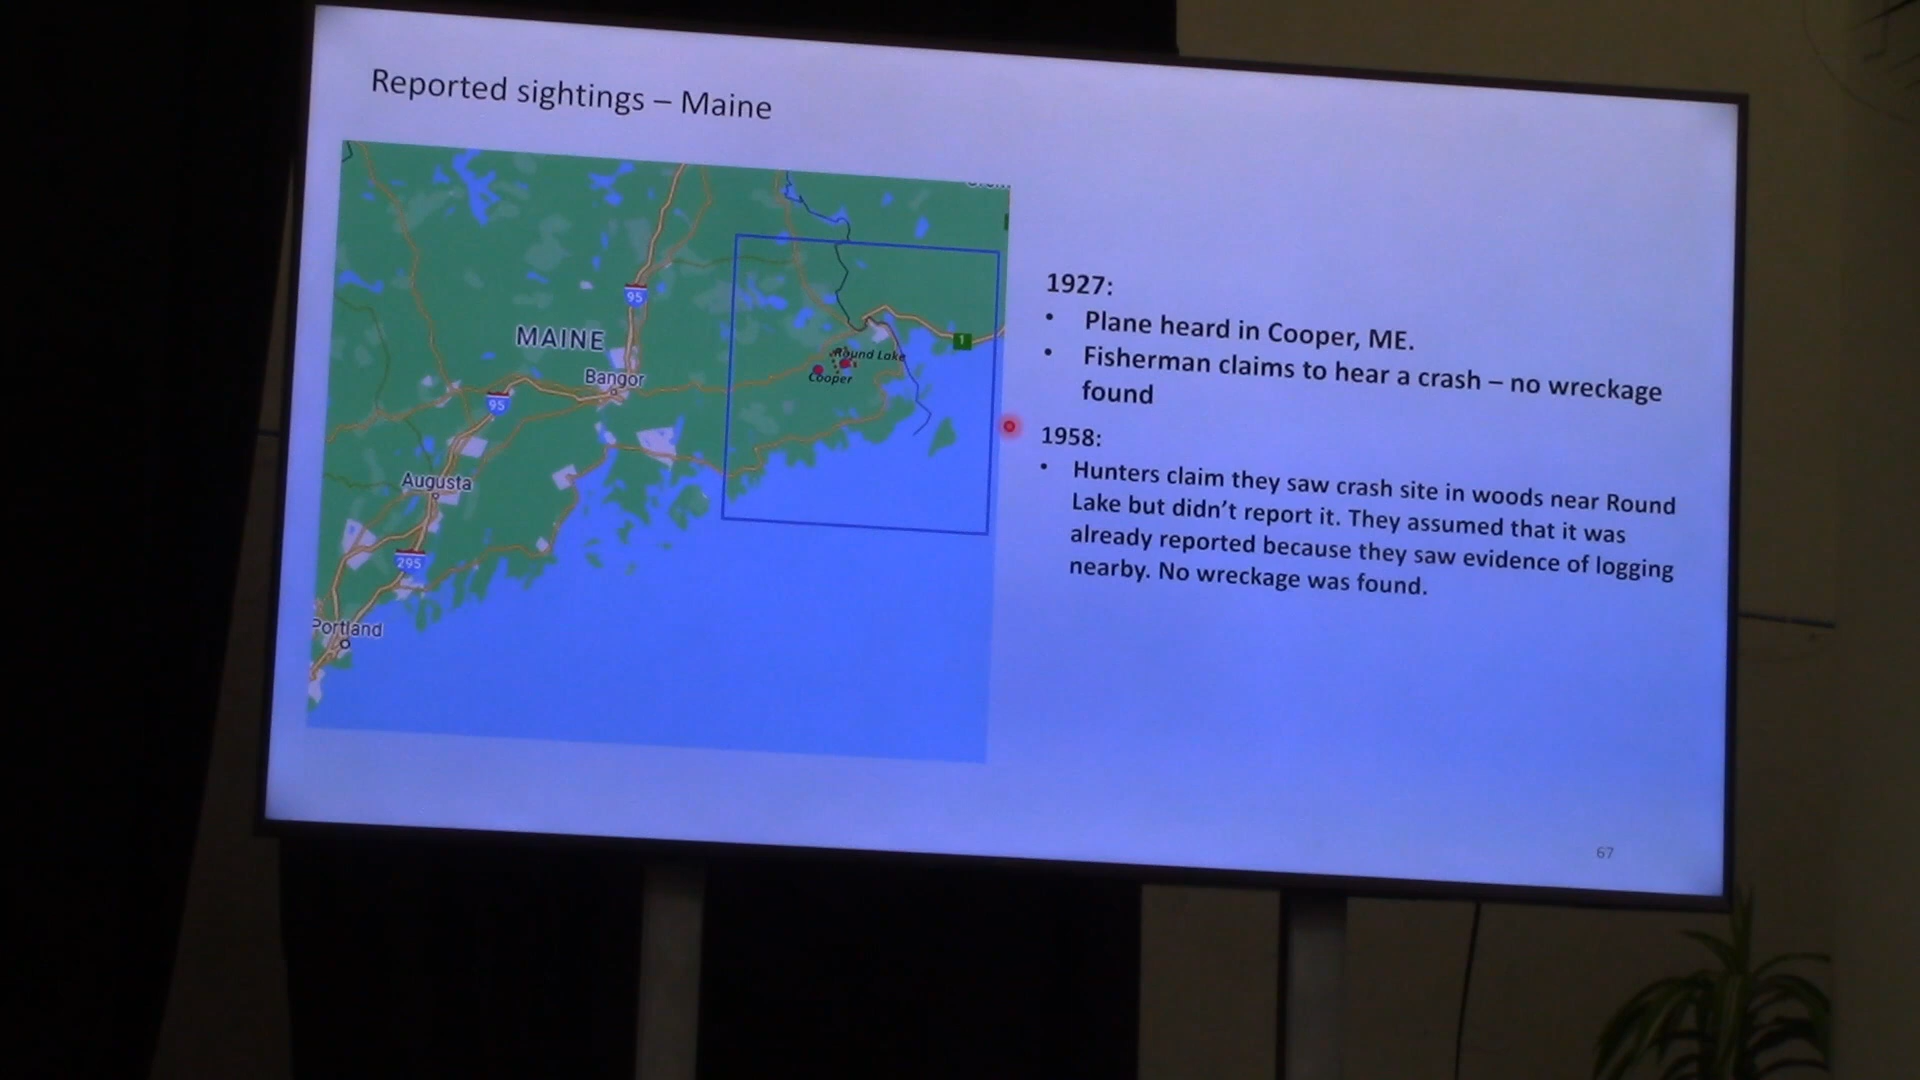 Reported sightings – Maine
95
MAINE
1
Round Lake
Bangor
Cooper
95
Augusta
295
Portland
1927:
• Plane heard in Cooper, ME.
• Fisherman claims to hear a crash – no wreckage
found
1958:
• Hunters claim they saw crash site in woods near Round
Lake but didn't report it. They assumed that it was
already reported because they saw evidence of logging
nearby. No wreckage was found.
67